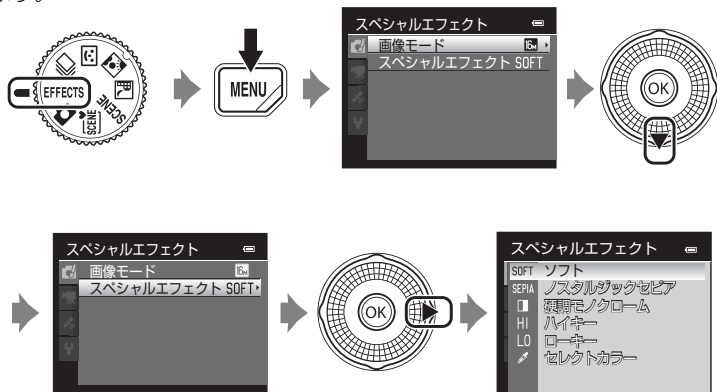 ます。
EFFECTS
SCENE
SCENE
MENU
スペシャルエフェクト
画像モード 16M
スペシャルエフェクト SOFT
OK
スペシャルエフェクト
画像モード 16M
スペシャルエフェクト SOFT
OK
スペシャルエフェクト
SOFT ソフト
SEPIA ノスタルジックセピア
硬調モノクローム
HI ハイキー
LO ローキー
セレクトカラー